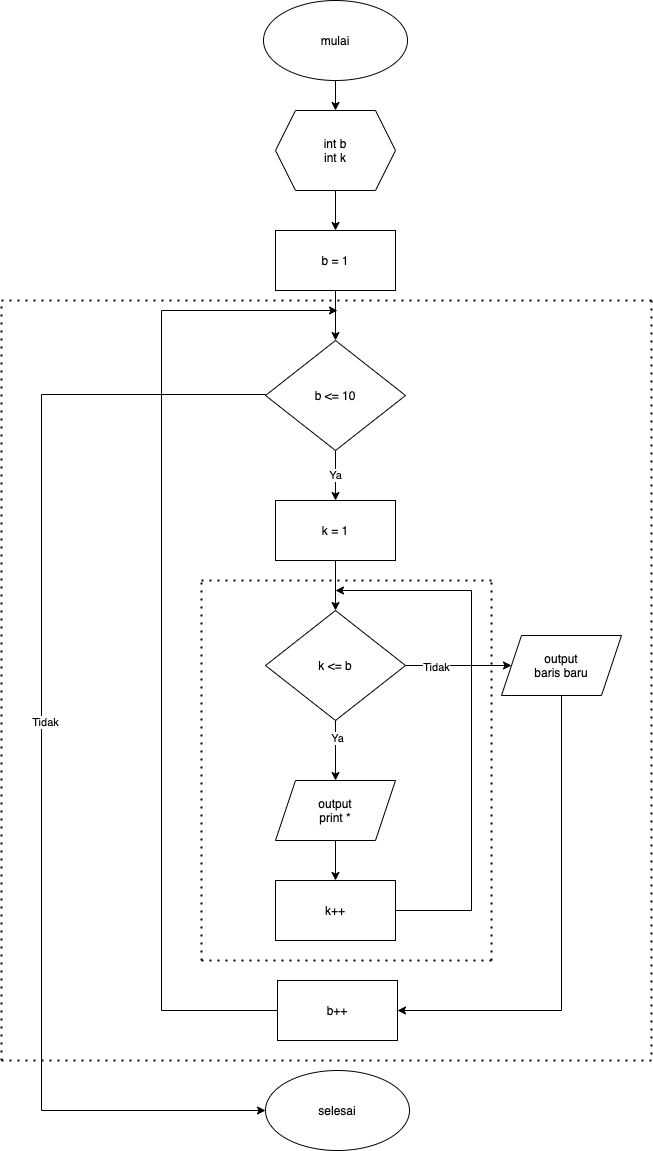 mulai
int b
int k
b = 1
b <= 10
Ya
k = 1
k <= b
Tidak
output
baris baru
Tidak
Ya
output
print *
k++
b++
selesai